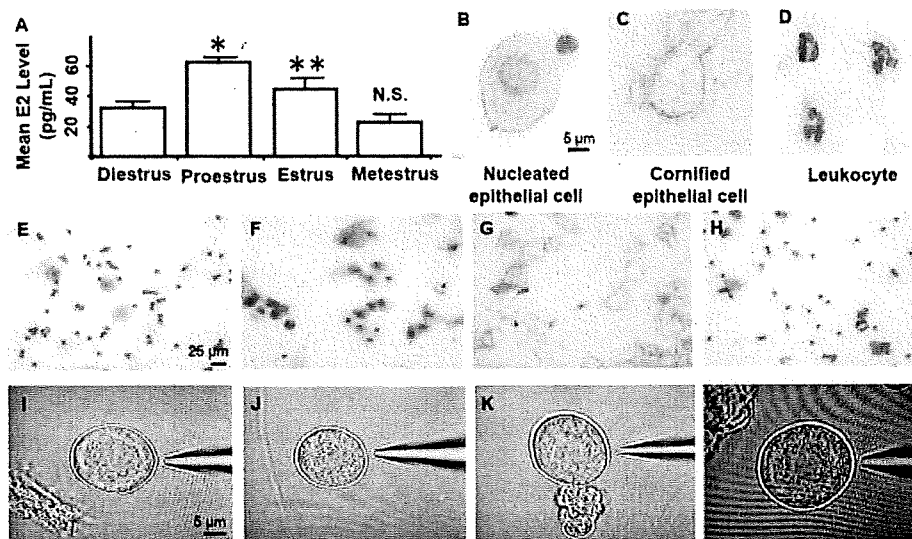 A
Mean E2 Level
(pg/mL)
60
40
20
*
**
N.S.
Diestrus
Proestrus
Estrus
Metestrus
B
5 µm
Nucleated
epithelial cell
C
Cornified
epithelial cell
D
Leukocyte
E
25 µm
F
G
H
I
5 µm
J
K